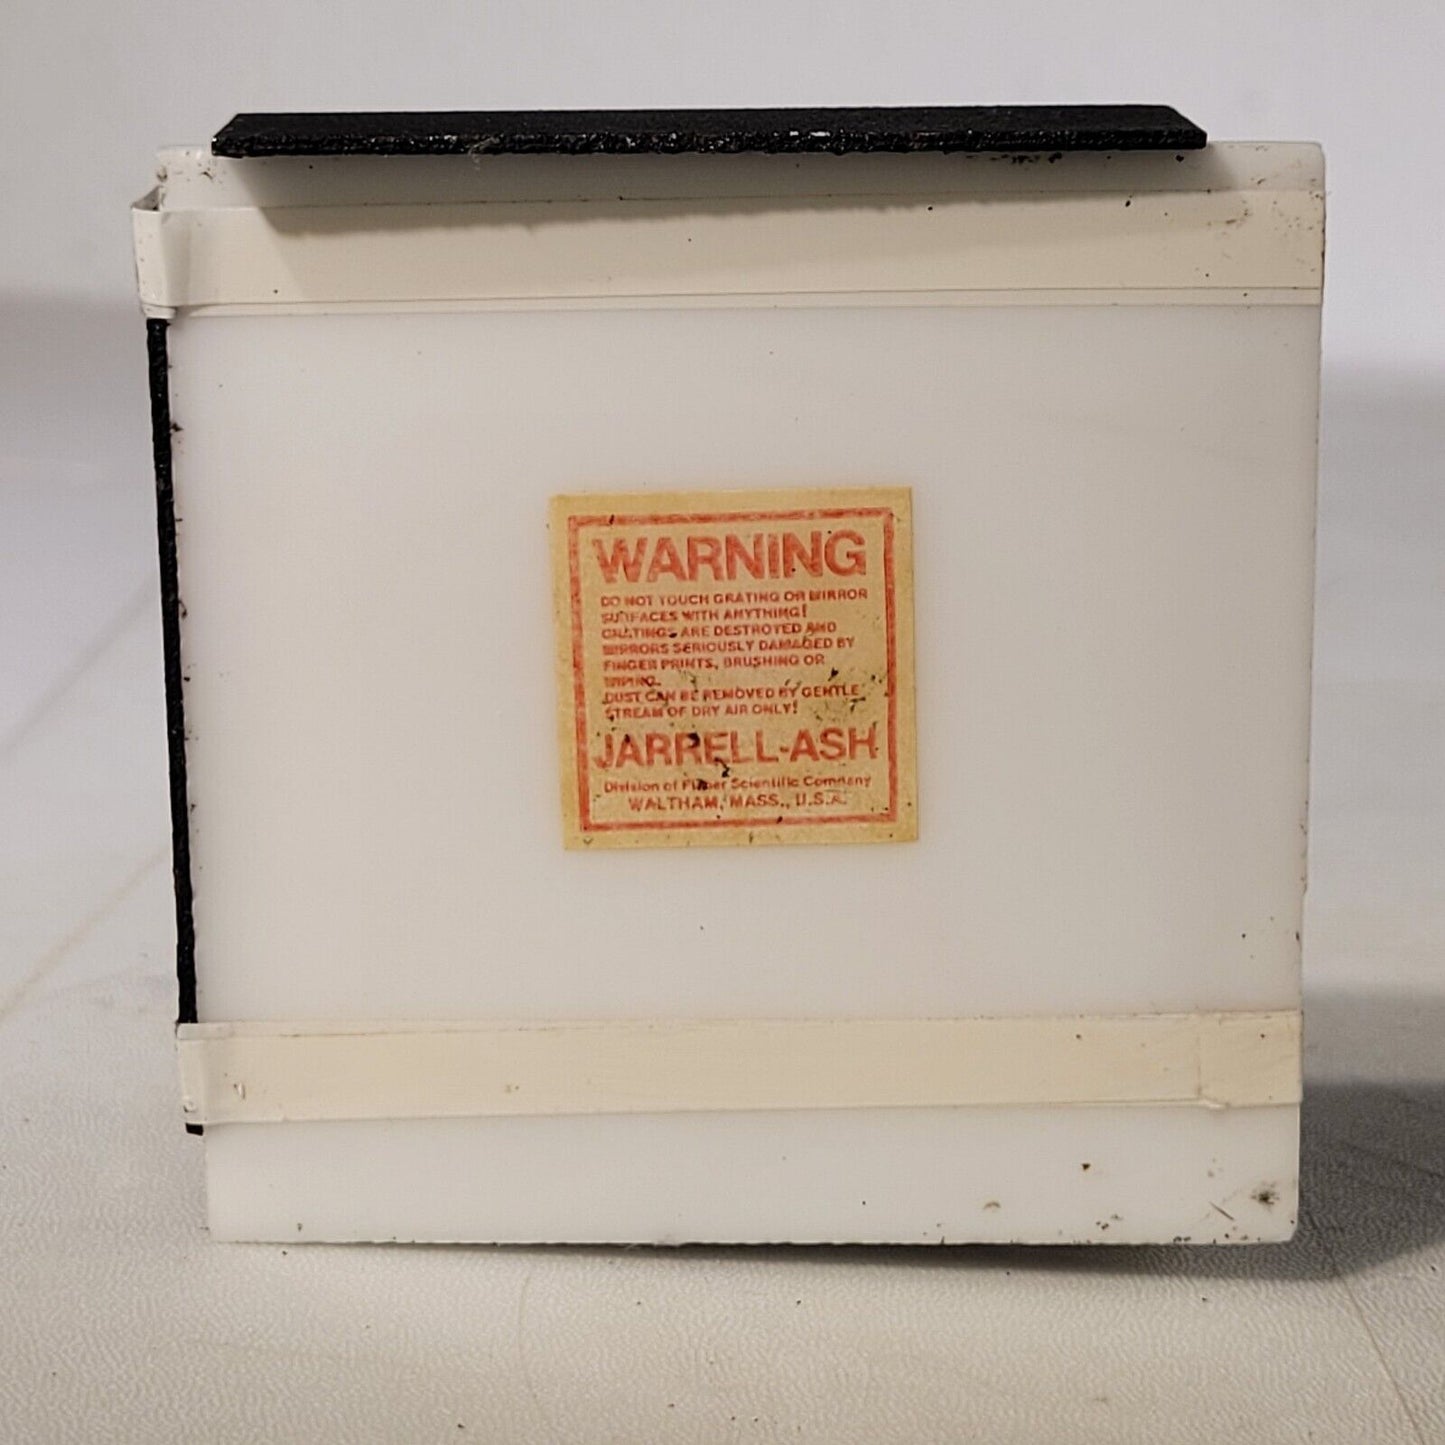 WARNING
DO NOT TOUCH GRATING OR MIRROR
SURFACES WITH ANYTHING!
GRATINGS ARE DESTROYED AND
MIRRORS SERIOUSLY DAMAGED BY
FINGER PRINTS, BRUSHING OR
WIPING.
DUST CAN BE REMOVED BY GENTLE
STREAM OF DRY AIR ONLY!
JARRELL-ASH
Division of Fisher Scientific Company
WALTHAM, MASS., U.S.A.